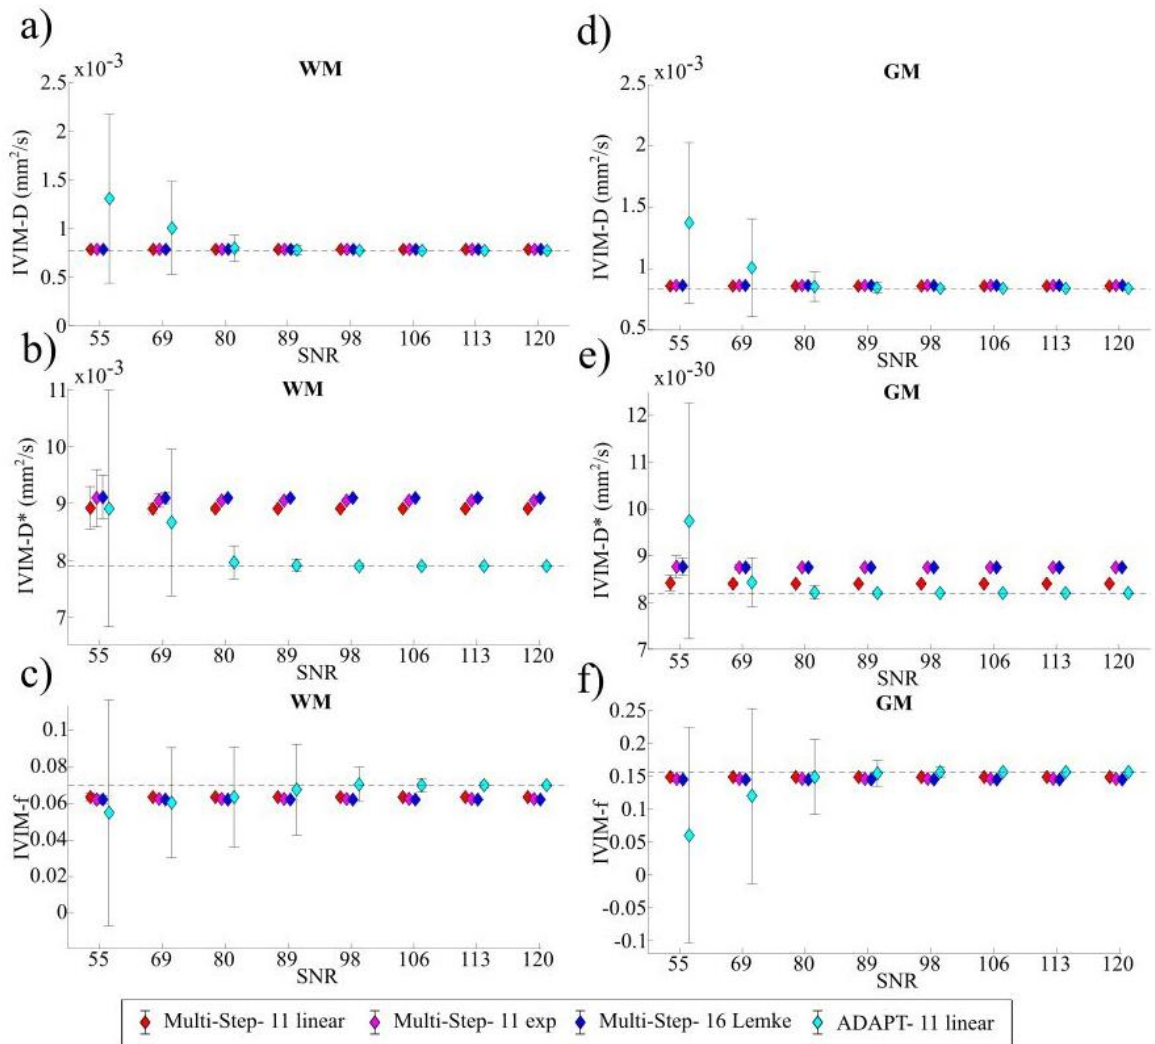 a)
x10⁻³
WM
2.5
2
1.5
1
0.5
0
IVIM-D (mm²/s)
55 69 80 89 98 106 113 120
SNR
d)
x10⁻³
GM
2.5
2
1.5
1
0.5
IVIM-D (mm²/s)
55 69 80 89 98 106 113 120
SNR
b)
x10⁻³
WM
11
10
9
8
7
IVIM-D* (mm²/s)
55 69 80 89 98 106 113 120
SNR
e)
x10⁻³⁰
GM
12
10
9
8
7
IVIM-D* (mm²/s)
55 69 80 89 98 106 113 120
SNR
c)
WM
0.1
0.08
0.06
0.04
0.02
0
IVIM-f
55 69 80 89 98 106 113 120
SNR
f)
GM
0.25
0.2
0.15
0.1
0.05
0
-0.05
-0.1
IVIM-f
55 69 80 89 98 106 113 120
SNR
Multi-Step- 11 linear Multi-Step- 11 exp Multi-Step- 16 Lemke ADAPT- 11 linear